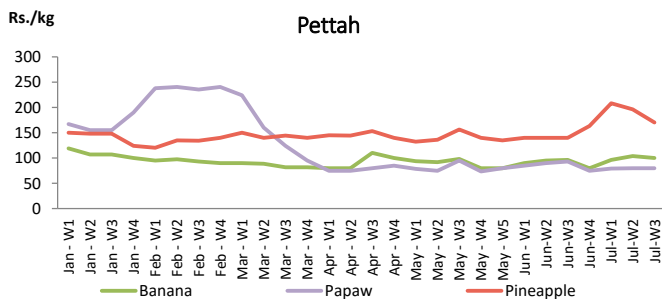 Rs./kg
Pettah
300
250
200
150
100
50
0
Jan - W1
Jan - W2
Jan - W3
Jan - W4
Feb - W1
Feb - W2
Feb - W3
Feb - W4
Mar - W1
Mar - W2
Mar - W3
Mar - W4
Apr - W1
Apr - W2
Apr - W3
Apr - W4
May - W1
May - W2
May - W3
May - W4
May - W5
Jun - W1
Jun-W2
Jun-W3
Jun-W4
Jul-W1
Jul-W2
Jul-W3
Banana Papaw Pineapple